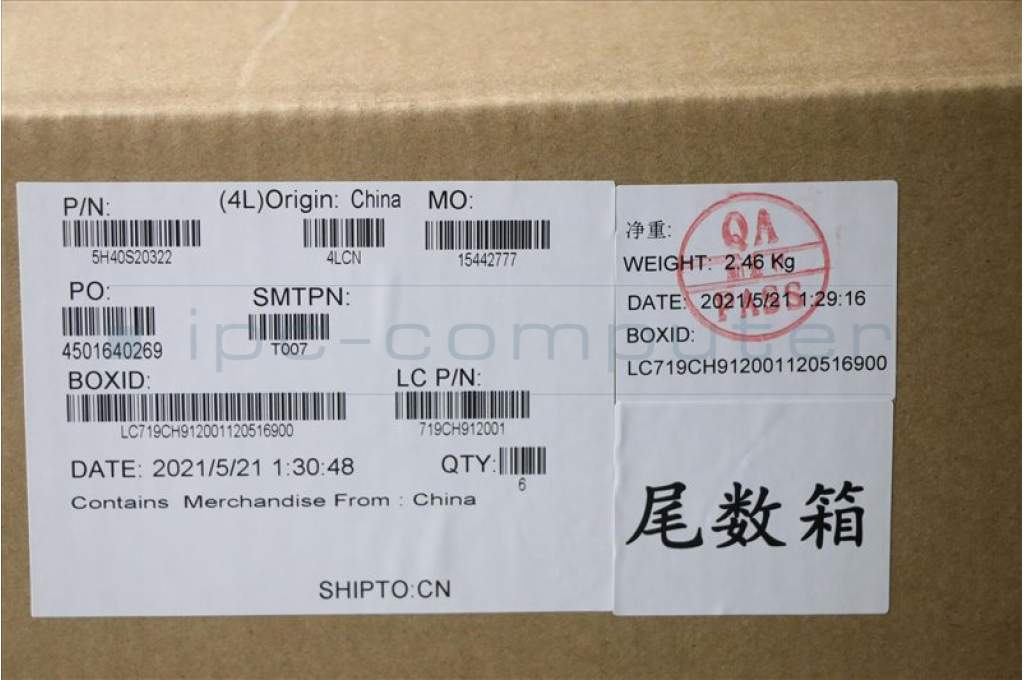 P/N: (4L)Origin: China MO:
5H40S20322 4LCN 15442777
PO: SMTPN:
4501640269 T007
BOXID: LC P/N:
LC719CH912001120516900 719CH912001
DATE: 2021/5/21 1:30:48 QTY:
6
Contains Merchandise From : China
SHIPTO:CN
净重:
WEIGHT: 2.46 Kg
DATE: 2021/5/21 1:29:16
BOXID:
LC719CH912001120516900
QA
PASS
尾数箱
ipc-computer